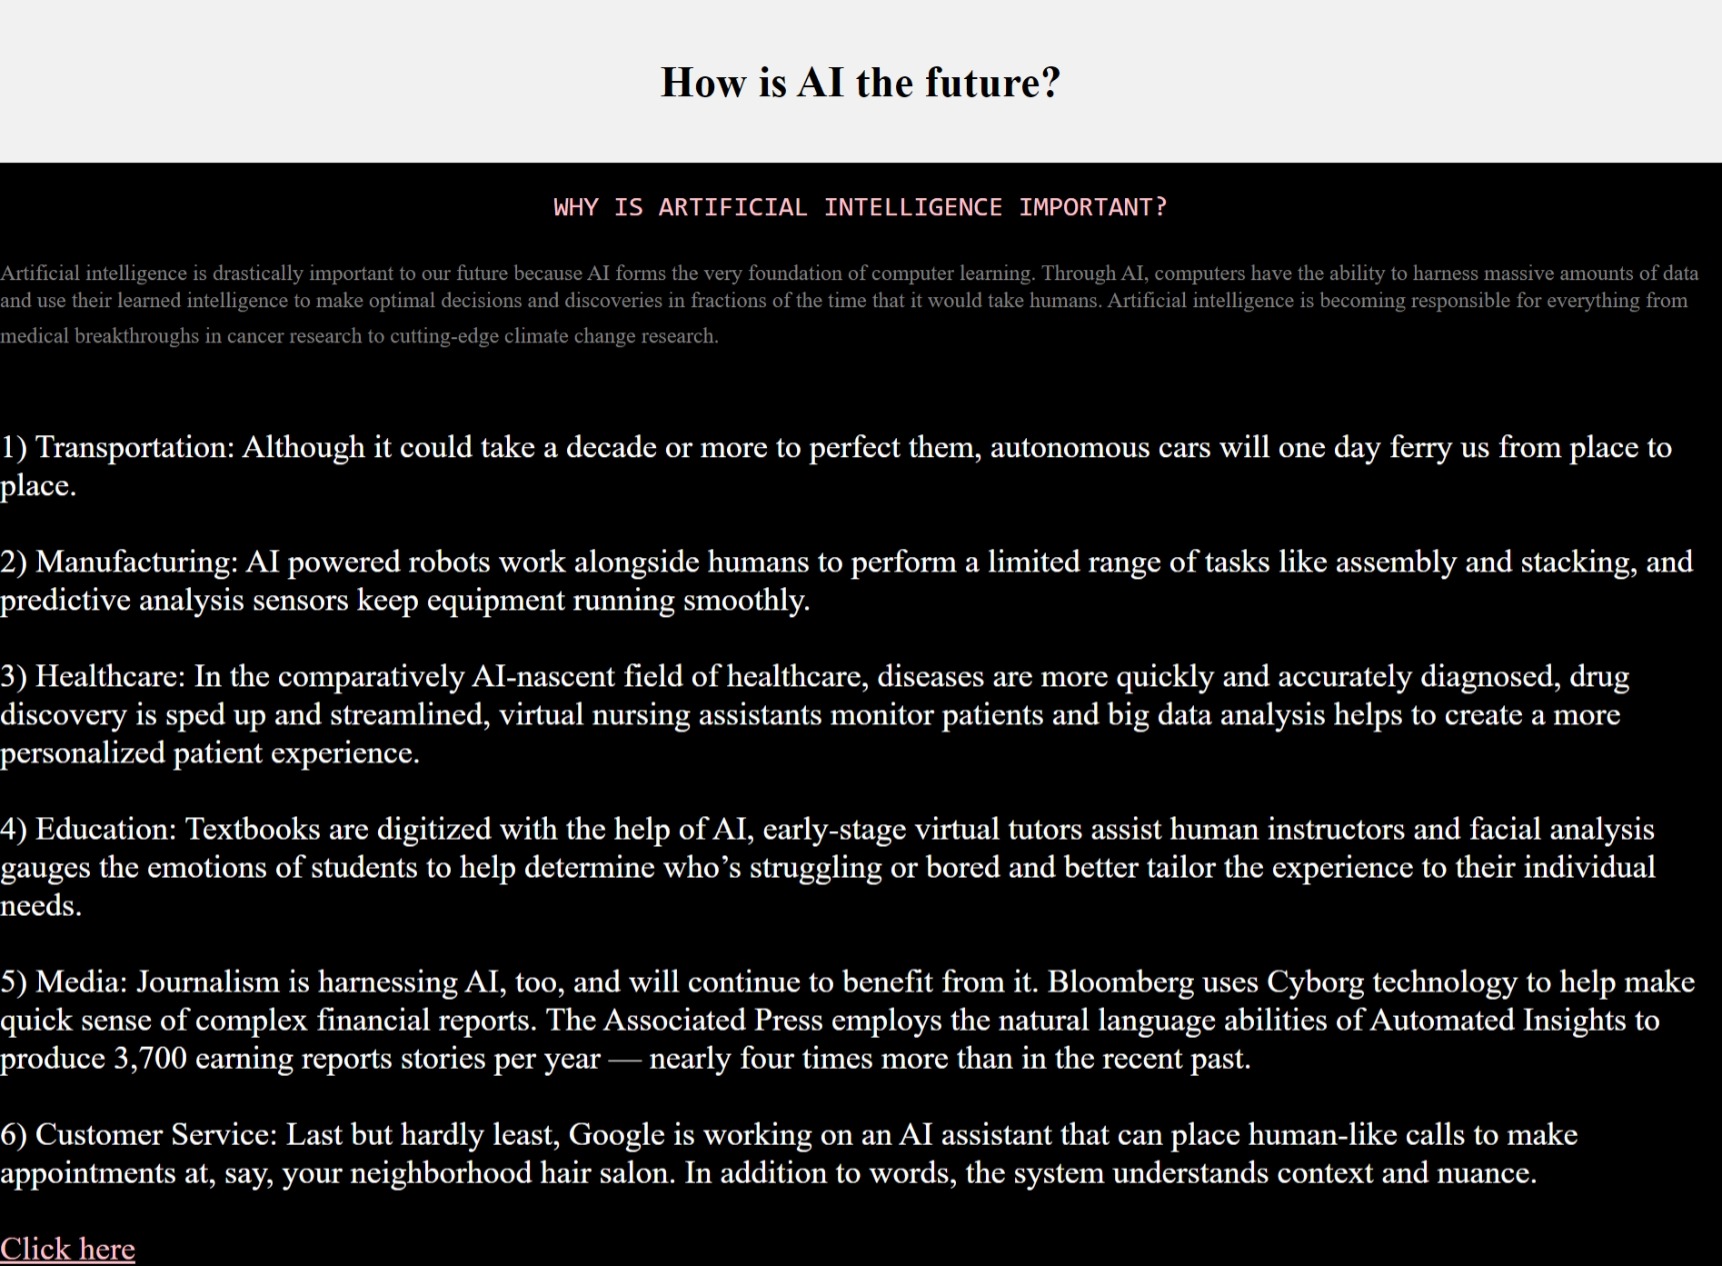 How is AI the future?
WHY IS ARTIFICIAL INTELLIGENCE IMPORTANT?
Artificial intelligence is drastically important to our future because AI forms the very foundation of computer learning. Through AI, computers have the ability to harness massive amounts of data
and use their learned intelligence to make optimal decisions and discoveries in fractions of the time that it would take humans. Artificial intelligence is becoming responsible for everything from
medical breakthroughs in cancer research to cutting-edge climate change research.
1) Transportation: Although it could take a decade or more to perfect them, autonomous cars will one day ferry us from place to
place.
2) Manufacturing: AI powered robots work alongside humans to perform a limited range of tasks like assembly and stacking, and
predictive analysis sensors keep equipment running smoothly.
3) Healthcare: In the comparatively AI-nascent field of healthcare, diseases are more quickly and accurately diagnosed, drug
discovery is sped up and streamlined, virtual nursing assistants monitor patients and big data analysis helps to create a more
personalized patient experience.
4) Education: Textbooks are digitized with the help of AI, early-stage virtual tutors assist human instructors and facial analysis
gauges the emotions of students to help determine who’s struggling or bored and better tailor the experience to their individual
needs.
5) Media: Journalism is harnessing AI, too, and will continue to benefit from it. Bloomberg uses Cyborg technology to help make
quick sense of complex financial reports. The Associated Press employs the natural language abilities of Automated Insights to
produce 3,700 earning reports stories per year — nearly four times more than in the recent past.
6) Customer Service: Last but hardly least, Google is working on an AI assistant that can place human-like calls to make
appointments at, say, your neighborhood hair salon. In addition to words, the system understands context and nuance.
Click here